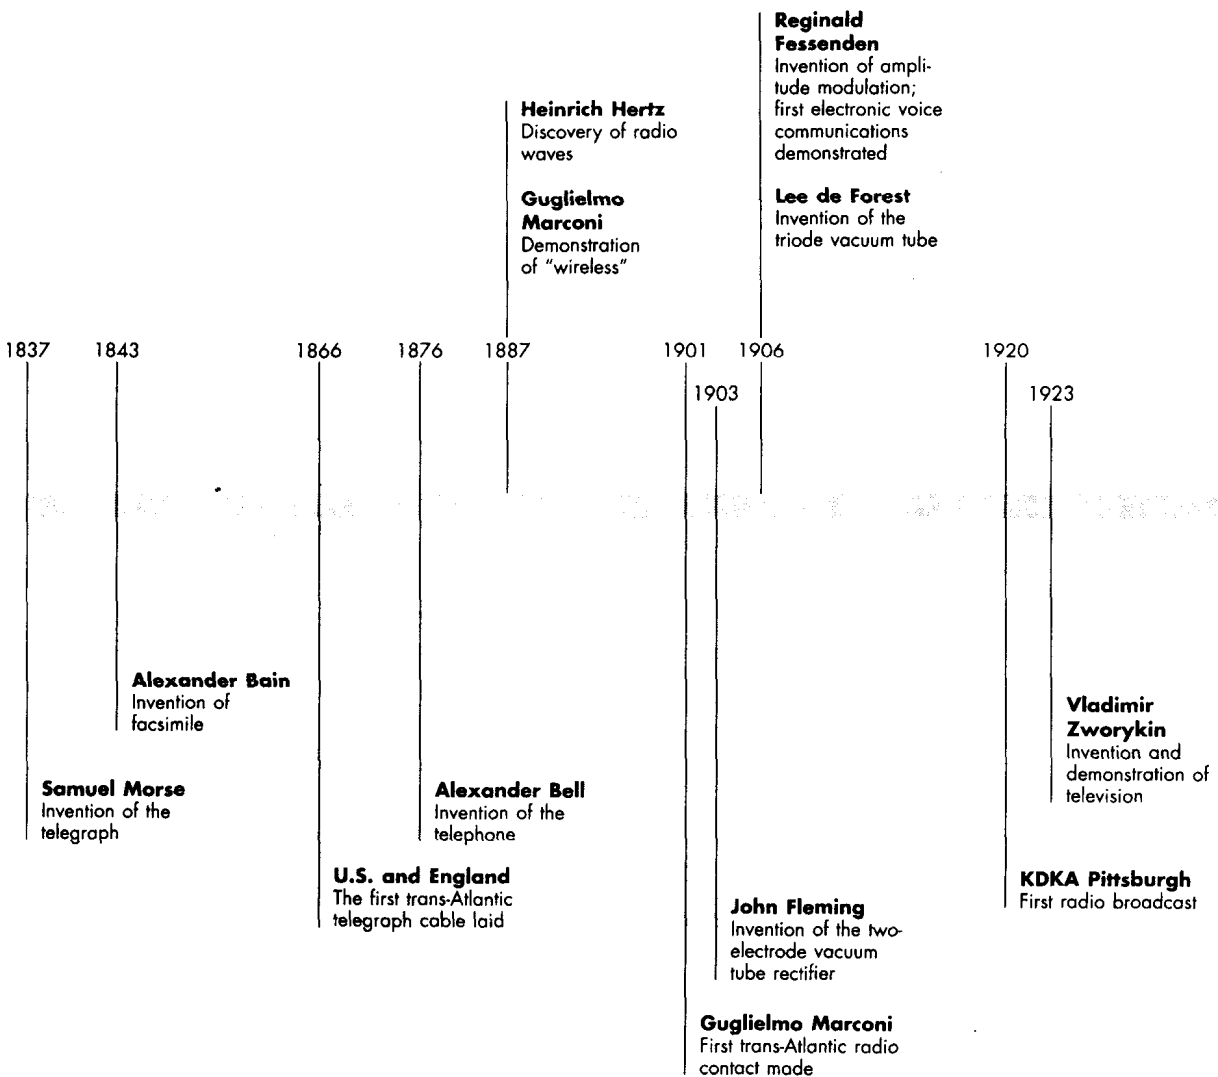 Reginald
Fessenden
Invention of ampli-
tude modulation;
first electronic voice
communications
demonstrated
Heinrich Hertz
Discovery of radio
waves
Guglielmo
Marconi
Demonstration
of "wireless"
Lee de Forest
Invention of the
triode vacuum tube
1837 1843 1866 1876 1887 1901 1906 1920
1903 1923
Alexander Bain
Invention of
facsimile
Vladimir
Zworykin
Invention and
demonstration of
television
Samuel Morse
Invention of the
telegraph
Alexander Bell
Invention of the
telephone
U.S. and England
The first trans-Atlantic
telegraph cable laid
KDKA Pittsburgh
First radio broadcast
John Fleming
Invention of the two-
electrode vacuum
tube rectifier
Guglielmo Marconi
First trans-Atlantic radio
contact made